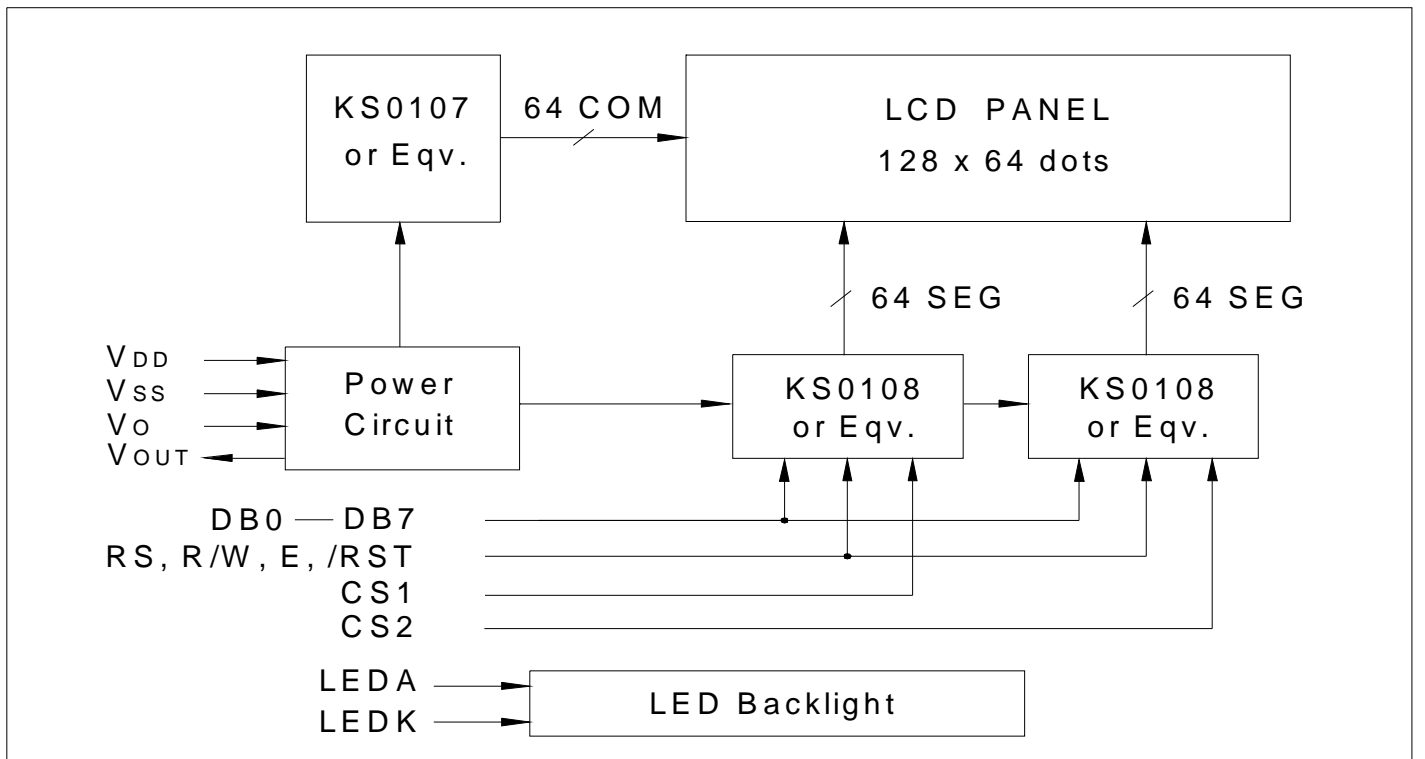 KS0107
or Eqv.
64 COM
LCD PANEL
128 x 64 dots
64 SEG
64 SEG
VDD
VSS
VO
VOUT
Power
Circuit
KS0108
or Eqv.
KS0108
or Eqv.
DB0 — DB7
RS, R/W, E, /RST
CS1
CS2
LEDA
LEDK
LED Backlight